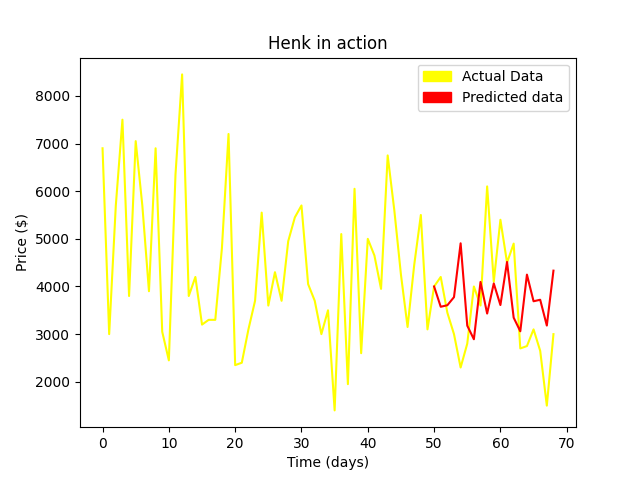 Henk in action
Actual Data
Predicted data
Price ($)
8000
7000
6000
5000
4000
3000
2000
0 10 20 30 40 50 60 70
Time (days)